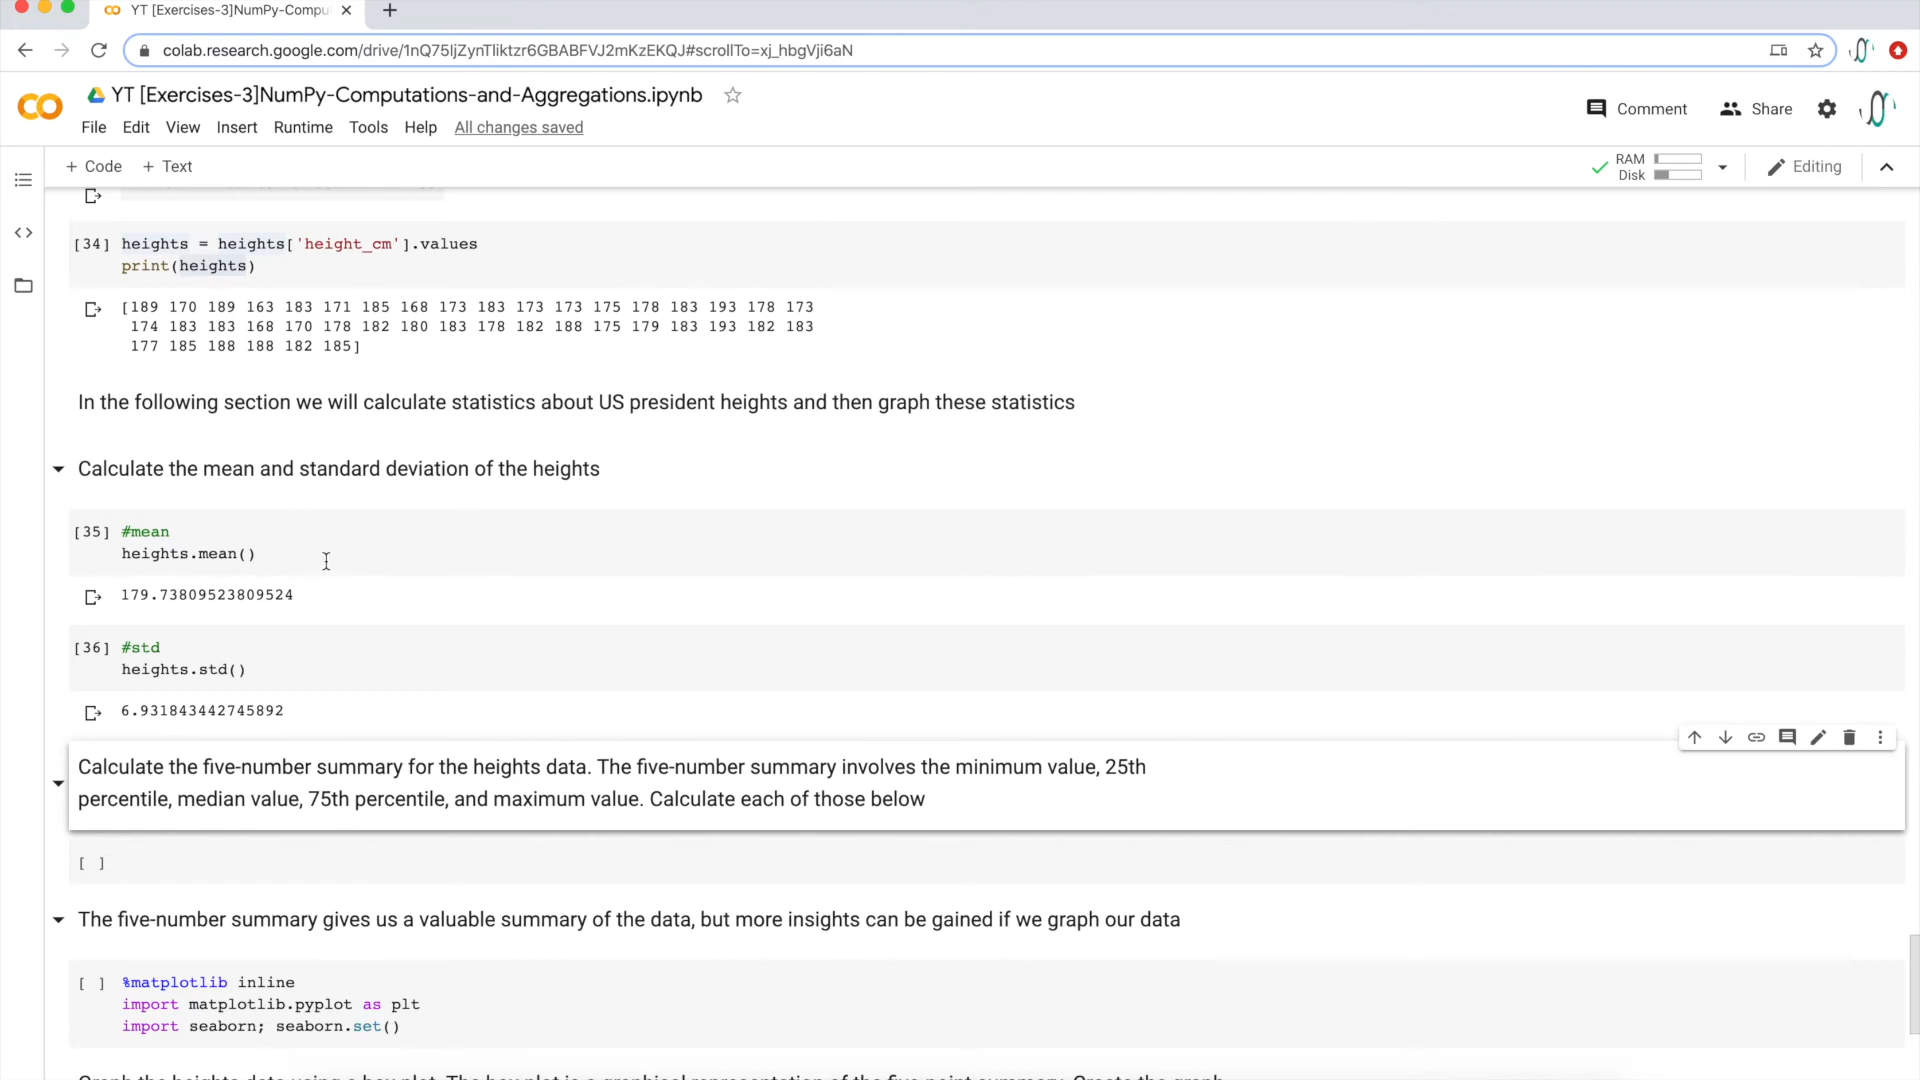 YT [Exercises-3]NumPy-Compu
colab.research.google.com/drive/1nQ75ljZynTliktzr6GBABFVJ2mKzEKQJ#scrollTo=xj_hbgVji6aN
YT [Exercises-3]NumPy-Computations-and-Aggregations.ipynb
Comment
Share
File Edit View Insert Runtime Tools Help All changes saved
+ Code + Text
RAM
Disk
Editing
[34] heights = heights['height_cm'].values
print(heights)
[189 170 189 163 183 171 185 168 173 183 173 173 175 178 183 193 178 173
174 183 183 168 170 178 182 180 183 178 182 188 175 179 183 193 182 183
177 185 188 188 182 185]
In the following section we will calculate statistics about US president heights and then graph these statistics
Calculate the mean and standard deviation of the heights
[35] #mean
heights.mean()
179.73809523809524
[36] #std
heights.std()
6.931843442745892
Calculate the five-number summary for the heights data. The five-number summary involves the minimum value, 25th
percentile, median value, 75th percentile, and maximum value. Calculate each of those below
[ ]
The five-number summary gives us a valuable summary of the data, but more insights can be gained if we graph our data
[ ] %matplotlib inline
import matplotlib.pyplot as plt
import seaborn; seaborn.set()